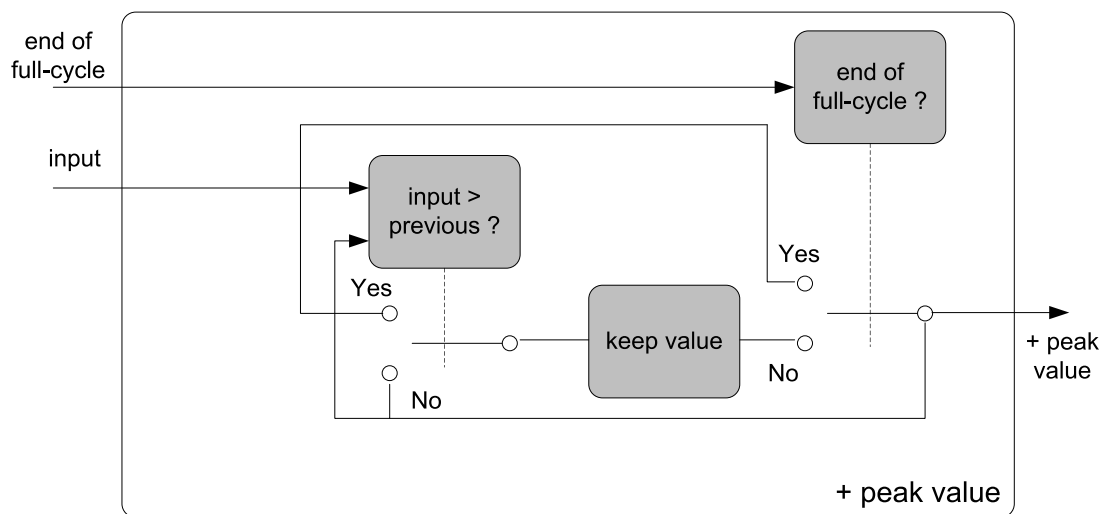 end of
full-cycle
end of
full-cycle ?
input
input >
previous ?
Yes
Yes
keep value
+ peak
value
No
No
+ peak value